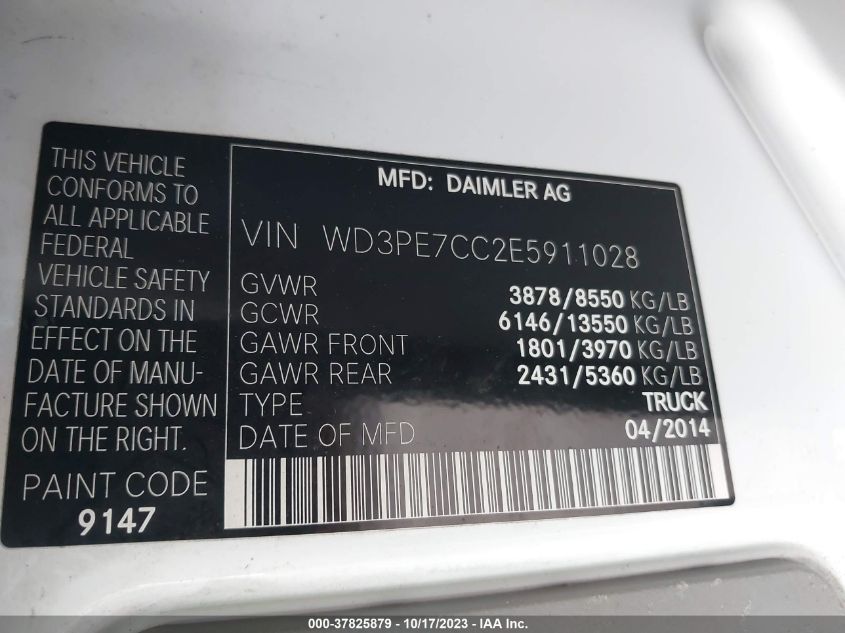 THIS VEHICLE
CONFORMS TO
ALL APPLICABLE
FEDERAL
VEHICLE SAFETY
STANDARDS IN
EFFECT ON THE
DATE OF MANU-
FACTURE SHOWN
ON THE RIGHT.
PAINT CODE
9147
MFD: DAIMLER AG
VIN WD3PE7CC2E5911028
GVWR 3878/8550 KG/LB
GCWR 6146/13550 KG/LB
GAWR FRONT 1801/3970 KG/LB
GAWR REAR 2431/5360 KG/LB
TYPE TRUCK
DATE OF MFD 04/2014
000-37825879 - 10/17/2023 - IAA Inc.